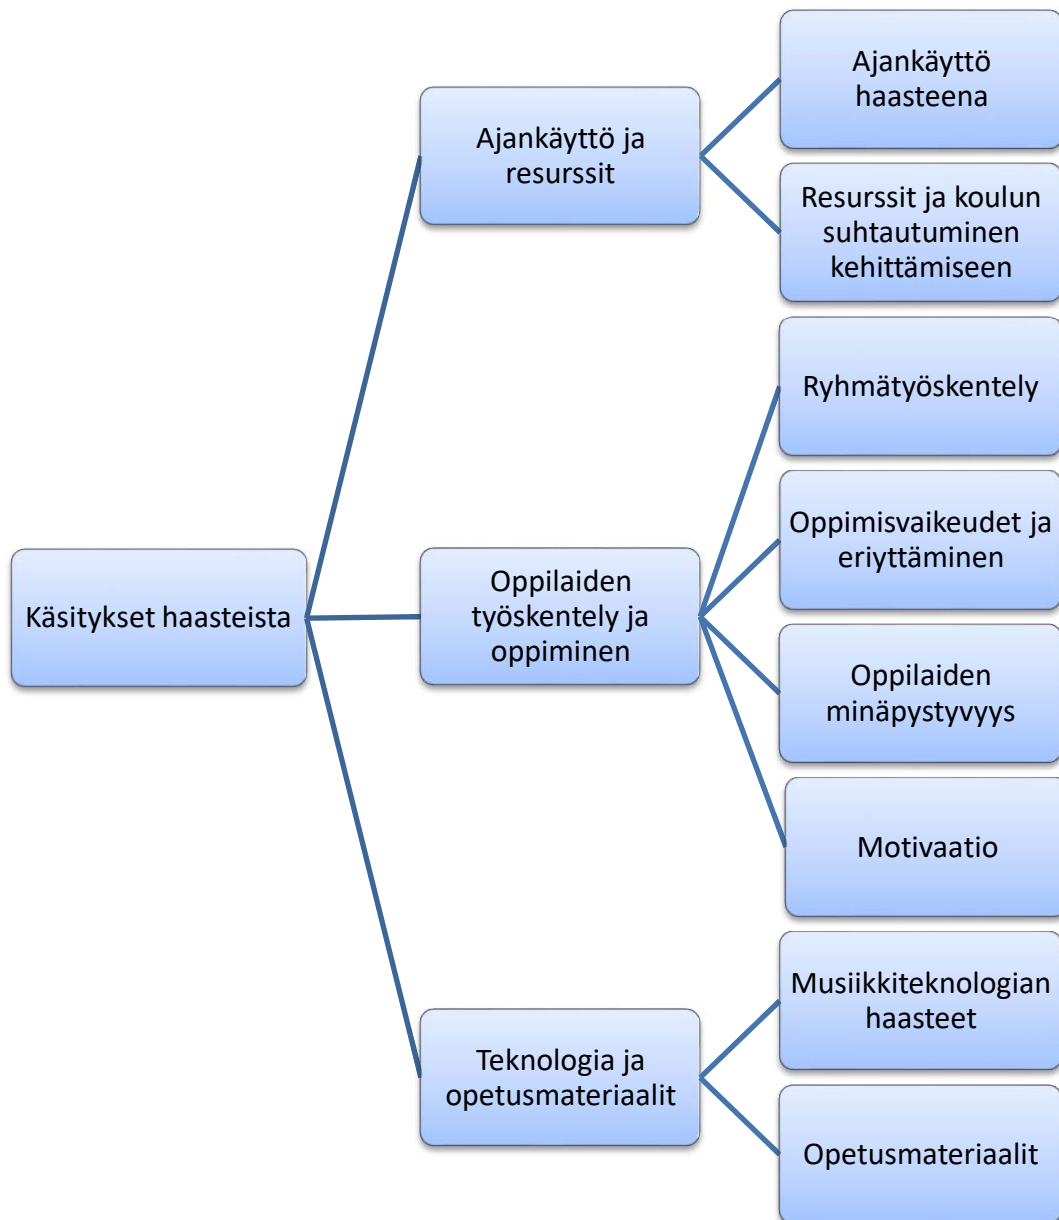 Käsitykset haasteista
Ajankäyttö ja
resurssit
Ajankäyttö
haasteena
Resurssit ja koulun
suhtautuminen
kehittämiseen
Oppilaiden
työskentely ja
oppiminen
Ryhmätyöskentely
Oppimisvaikeudet ja
eriyttäminen
Oppilaiden
minäpystyvyys
Motivaatio
Teknologia ja
opetusmateriaalit
Musiikkiteknologian
haasteet
Opetusmateriaalit